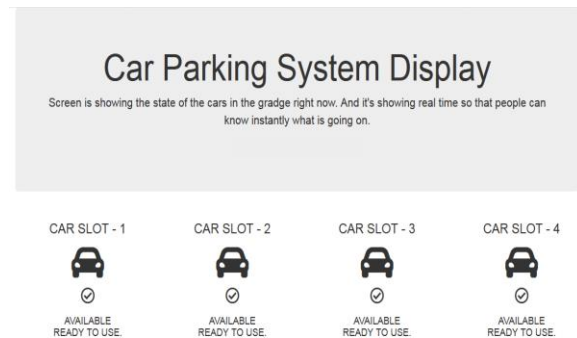 Car Parking System Display
Screen is showing the state of the cars in the gradge right now. And it's showing real time so that people can
know instantly what is going on.
CAR SLOT - 1 CAR SLOT - 2 CAR SLOT - 3 CAR SLOT - 4
AVAILABLE AVAILABLE AVAILABLE AVAILABLE
READY TO USE. READY TO USE. READY TO USE. READY TO USE.